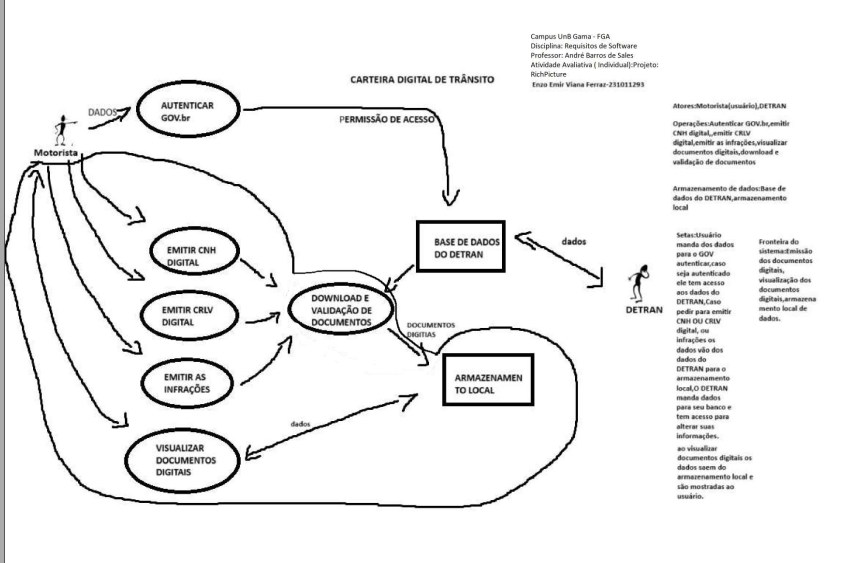 Campus UnB Gama - FGA
Disciplina: Requisitos de Software
Professor: André Barros de Sales
Atividade Avaliativa ( Individual):Projeto:
RichPicture
Enzo Emir Viana Ferraz-231011293
CARTEIRA DIGITAL DE TRÂNSITO
DADOS
AUTENTICAR
GOV.br
PERMISSÃO DE ACESSO
Motorista
EMITIR CNH
DIGITAL
EMITIR CRLV
DIGITAL
EMITIR AS
INFRAÇÕES
VISUALIZAR
DOCUMENTOS
DIGITAIS
DOWNLOAD E
VALIDAÇÃO DE
DOCUMENTOS
BASE DE DADOS
DO DETRAN
dados
DETRAN
DOCUMENTOS
DIGITIAS
ARMAZENAMEN
TO LOCAL
dados
Atores:Motorista(usuário),DETRAN
Operações:Autenticar GOV.br,emitir
CNH digital,,emitir CRLV
digital,emitir as infrações,visualizar
documentos digitais,download e
validação de documentos
Armazenamento de dados:Base de
dados do DETRAN,armazenamento
local
Setas:Usuário
manda dos dados
para o GOV
autenticar,caso
seja autenticado
ele tem acesso
aos dados do
DETRAN,Caso
pedir para emitir
CNH OU CRLV
digital, ou
infrações os
dados vão dos
dados do
DETRAN para o
armazenamento
local,O DETRAN
manda dados
para seu banco e
tem acesso para
alterar suas
informações.
ao visualizar
documentos digitais os
dados saem do
armazenamento local e
são mostradas ao
usuário.
Fronteira do
sistema:Emissão
dos documentos
digitais,
visualização dos
documentos
digitais,armazena
mento local de
dados.